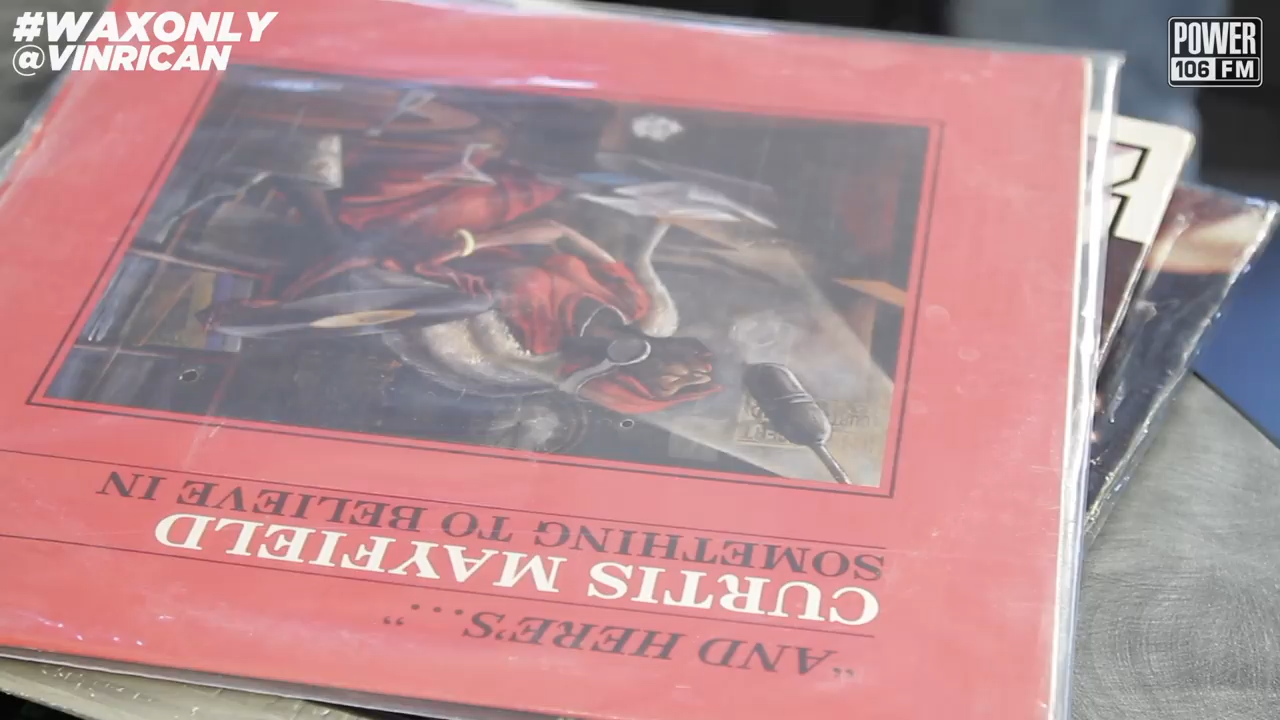 #WAXONLY
@VINRICAN
POWER
106 FM
"AND HERE'S..."
CURTIS MAYFIELD
SOMETHING TO BELIEVE IN